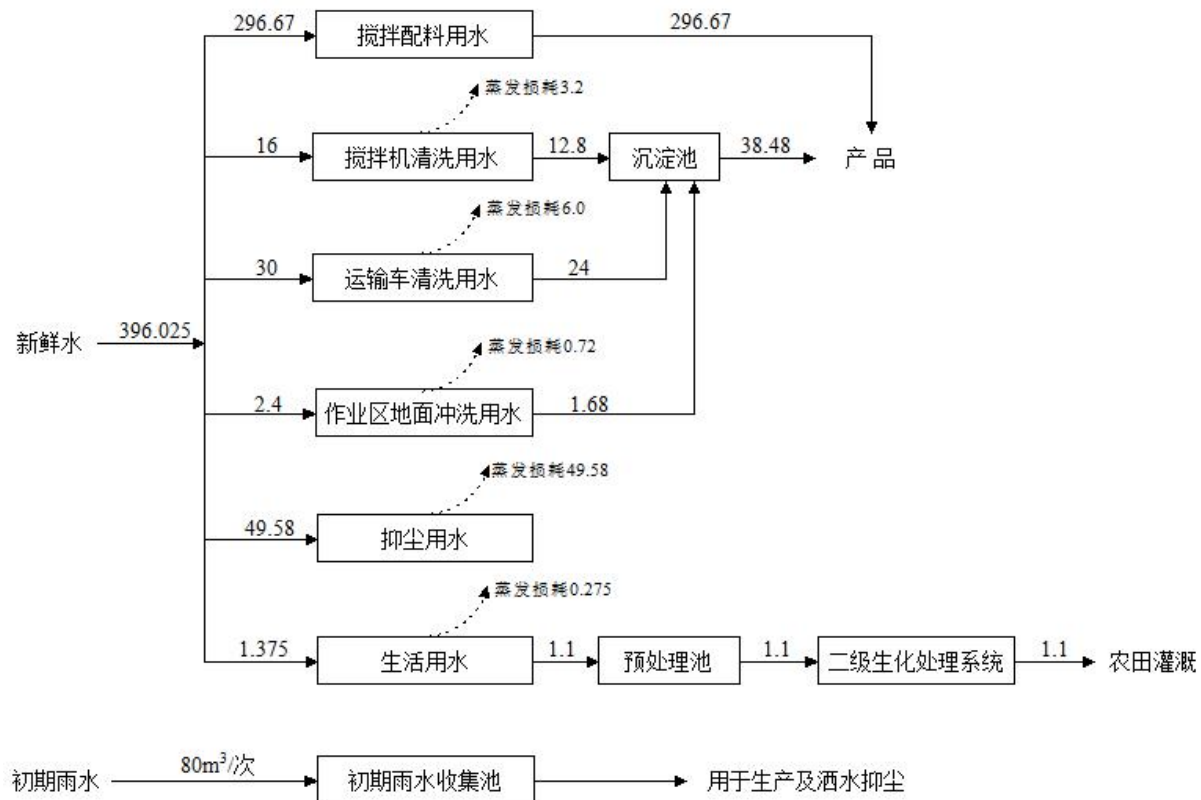 296.67
搅拌配料用水
296.67
蒸发损耗3.2
16
搅拌机清洗用水
12.8
沉淀池
38.48
产品
蒸发损耗6.0
30
运输车清洗用水
24
新鲜水
396.025
蒸发损耗0.72
2.4
作业区地面冲洗用水
1.68
蒸发损耗49.58
49.58
抑尘用水
蒸发损耗0.275
1.375
生活用水
1.1
预处理池
1.1
二级生化处理系统
1.1
农田灌溉
初期雨水
80m³/次
初期雨水收集池
用于生产及洒水抑尘